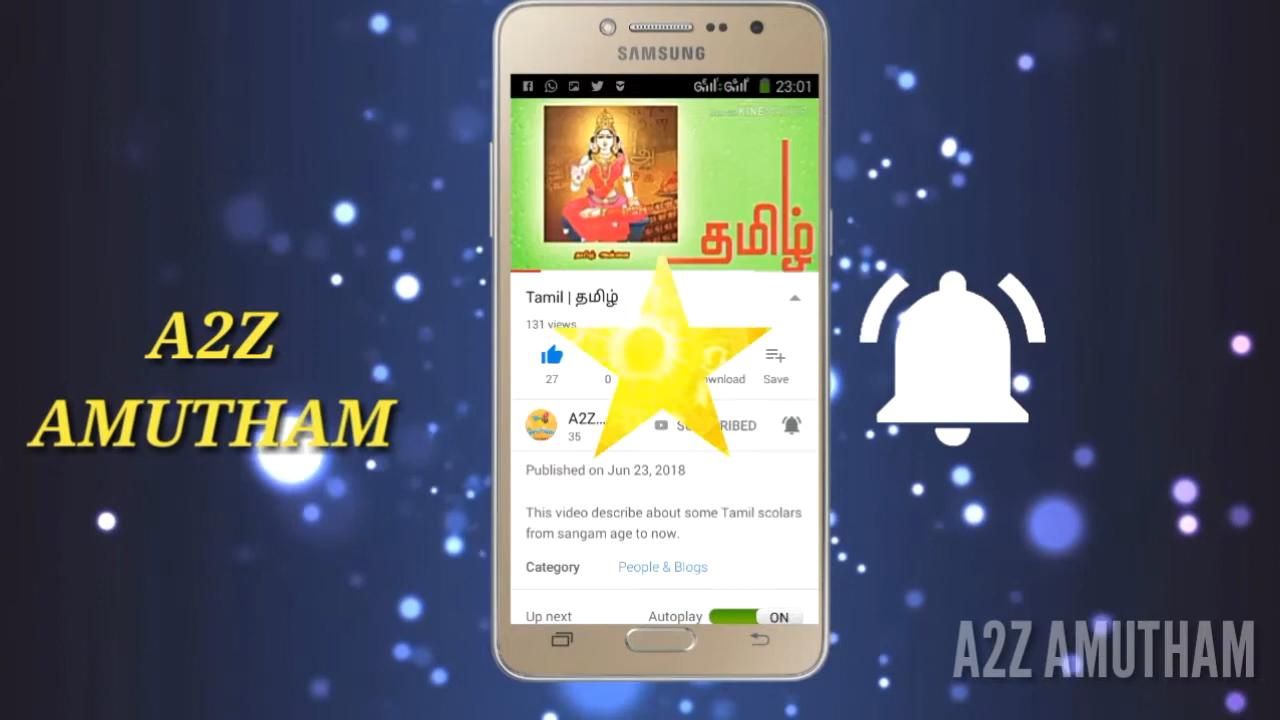 SAMSUNG
23:01
KINE
தமிழ்
Tamil | தமிழ்
131 views
27
0
Save
A2Z...
35
Published on Jun 23, 2018
This video describe about some Tamil scolars
from sangam age to now.
Category People & Blogs
Up next Autoplay ON
A2Z
AMUTHAM
A2Z AMUTHAM